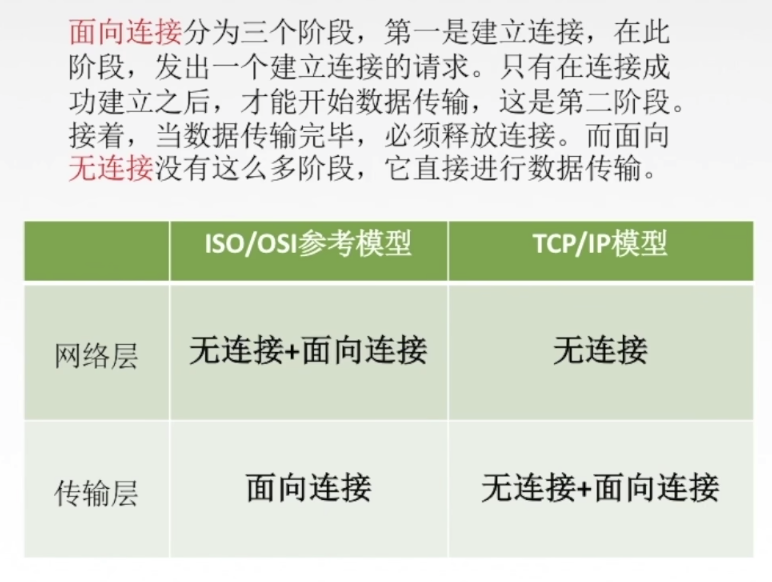 面向连接分为三个阶段，第一是建立连接，在此
阶段，发出一个建立连接的请求。只有在连接成
功建立之后，才能开始数据传输，这是第二阶段。
接着，当数据传输完毕，必须释放连接。而面向
无连接没有这么多阶段，它直接进行数据传输。
ISO/OSI参考模型 TCP/IP模型
网络层 无连接+面向连接 无连接
传输层 面向连接 无连接+面向连接